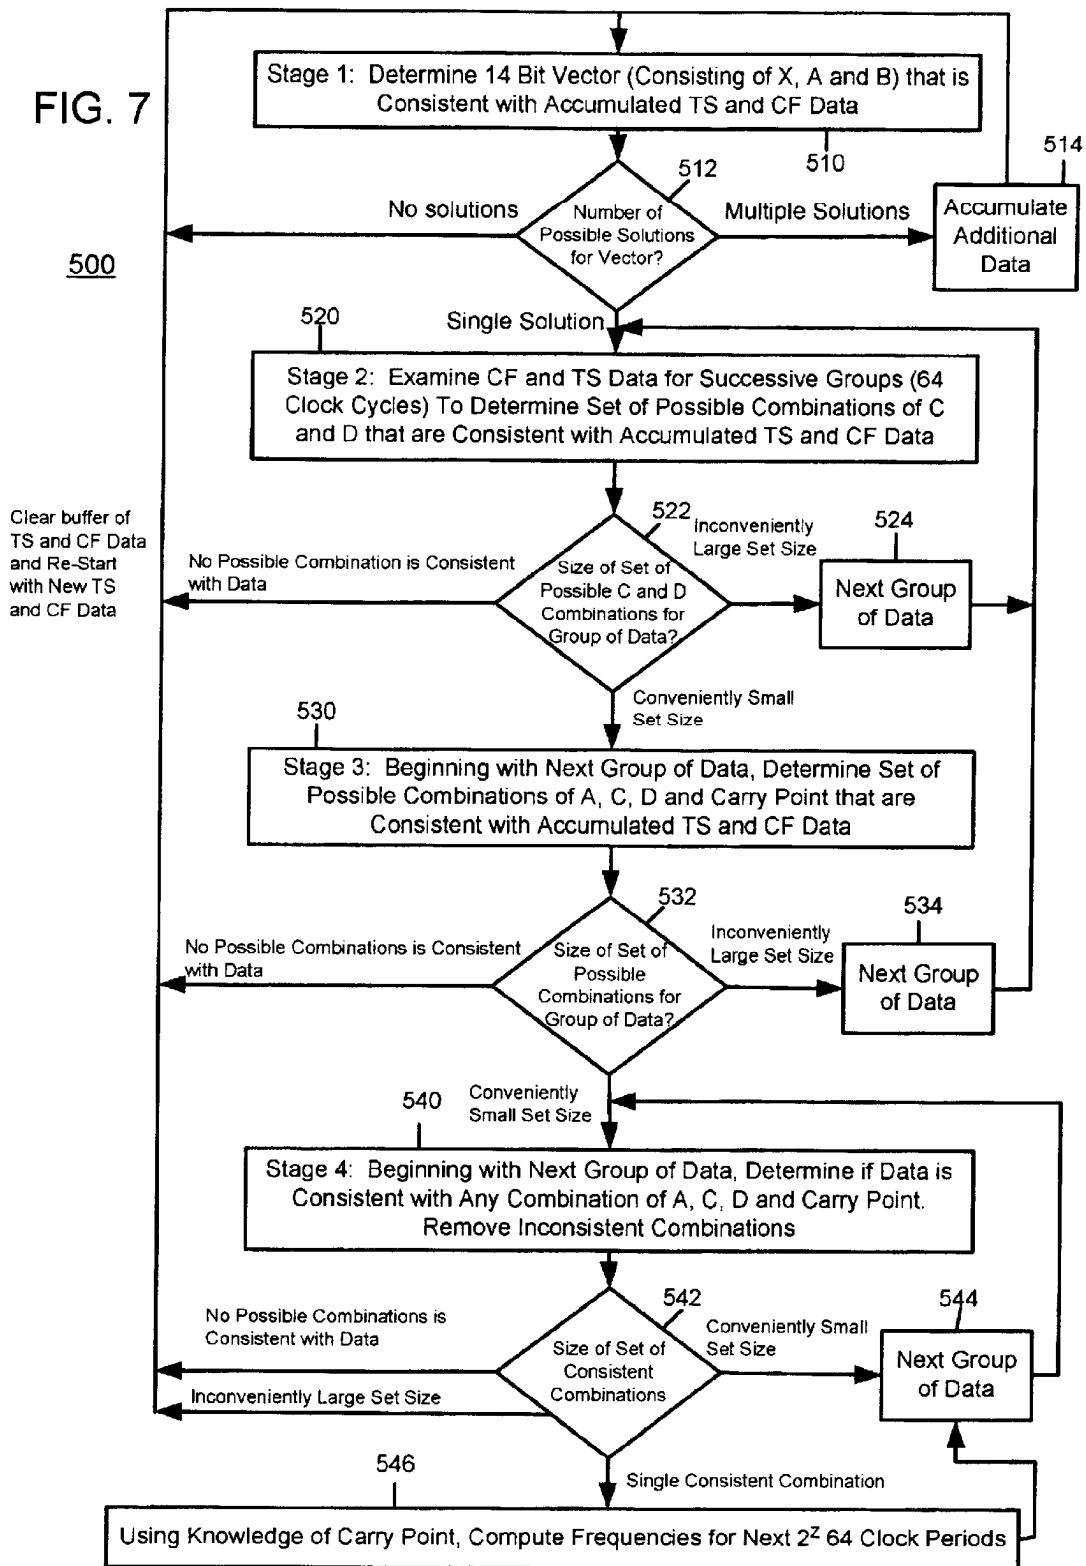 FIG. 7
500
Stage 1: Determine 14 Bit Vector (Consisting of X, A and B) that is
Consistent with Accumulated TS and CF Data
510
512
514
No solutions
Number of
Possible Solutions
for Vector?
Multiple Solutions
Accumulate
Additional
Data
Single Solution
520
Stage 2: Examine CF and TS Data for Successive Groups (64
Clock Cycles) To Determine Set of Possible Combinations of C
and D that are Consistent with Accumulated TS and CF Data
Clear buffer of
TS and CF Data
and Re-Start
with New TS
and CF Data
522
524
No Possible Combination is Consistent
with Data
Size of Set of
Possible C and D
Combinations for
Group of Data?
Inconveniently
Large Set Size
Next Group
of Data
Conveniently Small
Set Size
530
Stage 3: Beginning with Next Group of Data, Determine Set of
Possible Combinations of A, C, D and Carry Point that are
Consistent with Accumulated TS and CF Data
532
534
No Possible Combinations is Consistent
with Data
Size of Set of
Possible
Combinations for
Group of Data?
Inconveniently
Large Set Size
Next Group
of Data
Conveniently
Small Set Size
540
Stage 4: Beginning with Next Group of Data, Determine if Data is
Consistent with Any Combination of A, C, D and Carry Point.
Remove Inconsistent Combinations
542
544
No Possible Combinations is
Consistent with Data
Inconveniently Large Set Size
Size of Set of
Consistent
Combinations
Conveniently Small
Set Size
Next Group
of Data
546
Single Consistent Combination
Using Knowledge of Carry Point, Compute Frequencies for Next 2^Z 64 Clock Periods